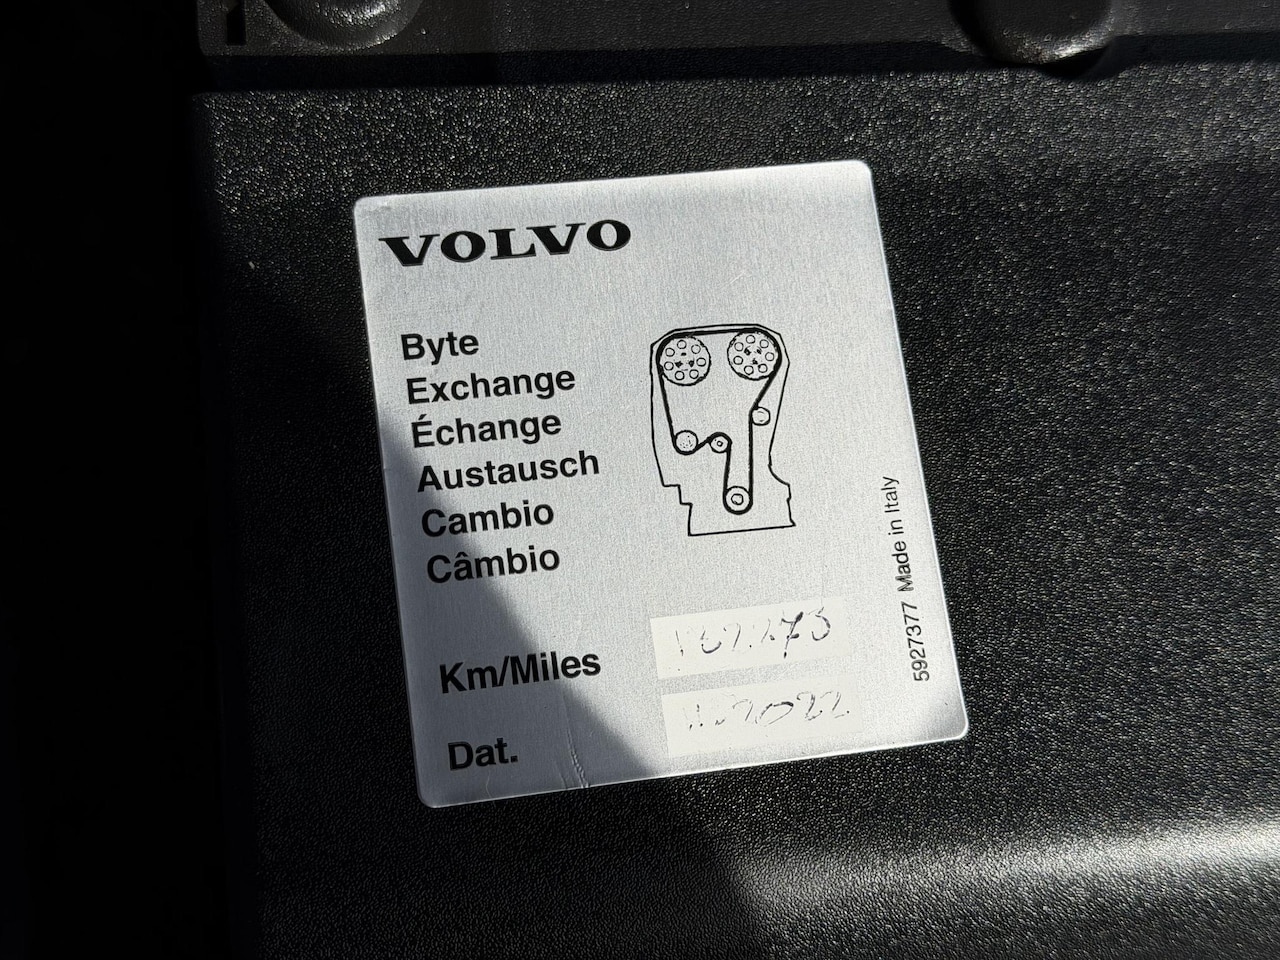 VOLVO
Byte
Exchange
Échange
Austausch
Cambio
Câmbio
Km/Miles
Dat.
5927377 Made in Italy